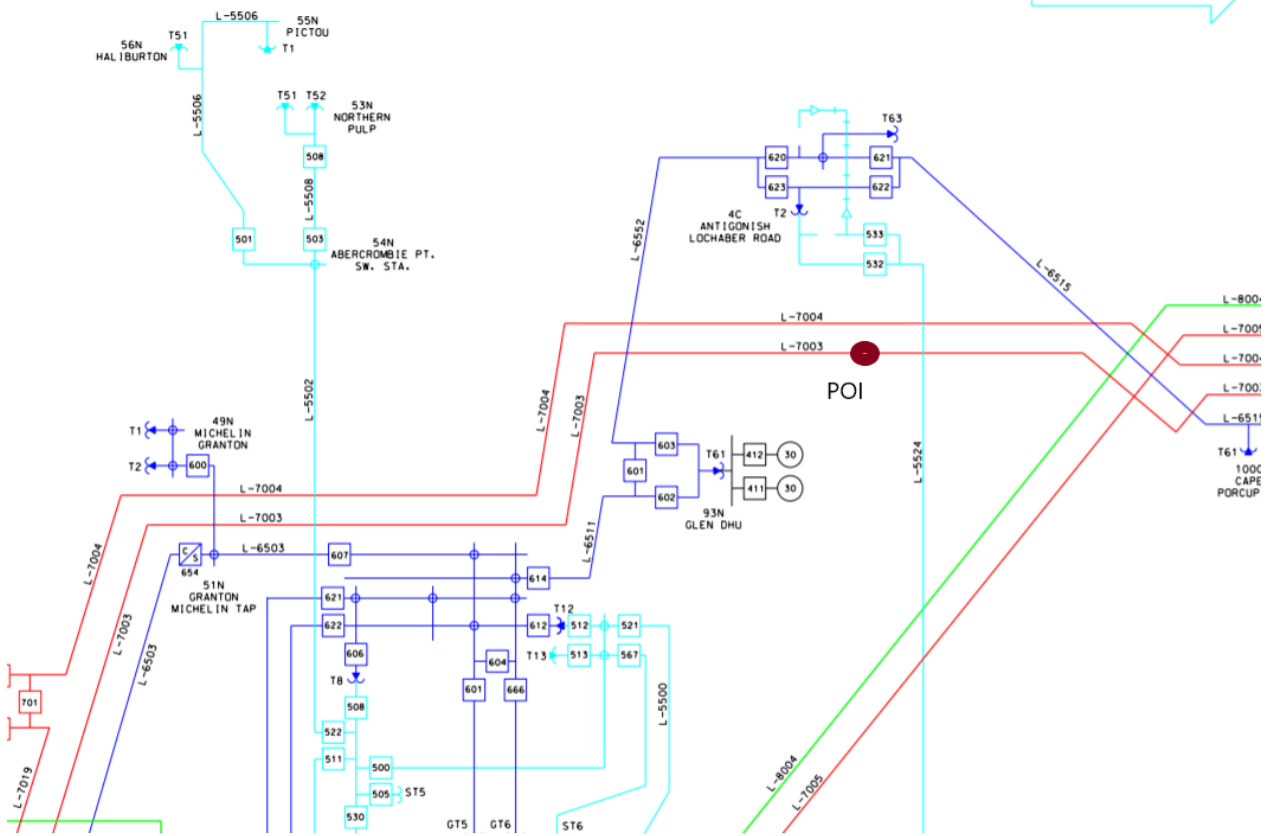 L-5506
55N
PICTOU
T1
T51
56N
HALIBURTON
L-5506
T51 T52
53N
NORTHERN
PULP
508
L-5508
501
503
54N
ABERCROMBIE PT.
SW. STA.
T63
620
621
623
622
T2
4C
ANTIGONISH
LOCHABER ROAD
533
532
L-6552
L-6515
L-8004
L-7004
L-7005
L-7003
-
POI
L-7004
L-7003
L-6515
T61
100C
CAPE
PORCUP
L-5502
L-7004
L-7003
49N
MICHELIN
GRANTON
T1
T2
600
603
601
T61
412
30
602
411
30
93N
GLEN DHU
L-5524
L-7004
L-7003
L-6511
L-7004
C/S
654
L-6503
607
51N
GRANTON
MICHELIN TAP
614
621
T12
622
612
512
521
L-7003
L-6503
606
T13
513
567
604
T8
601
666
701
508
L-5500
522
511
500
505
ST5
530
L-7019
L-8004
L-7005
GT5
GT6
ST6